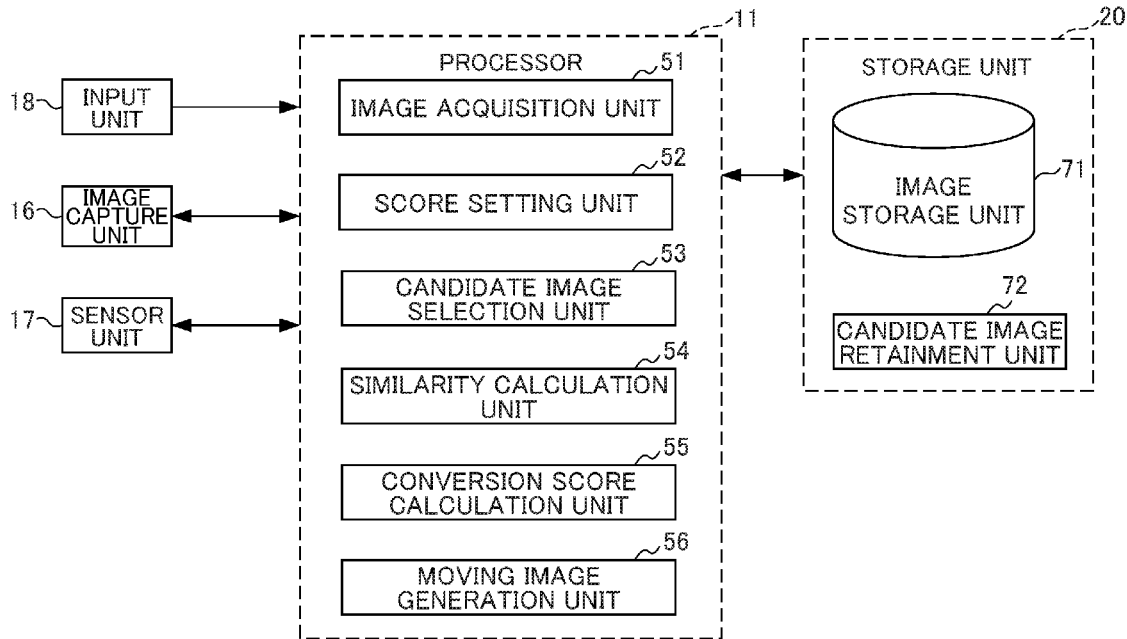 18
INPUT
UNIT
16
IMAGE
CAPTURE
UNIT
17
SENSOR
UNIT
11
PROCESSOR
51
IMAGE ACQUISITION UNIT
52
SCORE SETTING UNIT
53
CANDIDATE IMAGE
SELECTION UNIT
54
SIMILARITY CALCULATION
UNIT
55
CONVERSION SCORE
CALCULATION UNIT
56
MOVING IMAGE
GENERATION UNIT
20
STORAGE UNIT
71
IMAGE
STORAGE UNIT
72
CANDIDATE IMAGE
RETAINMENT UNIT